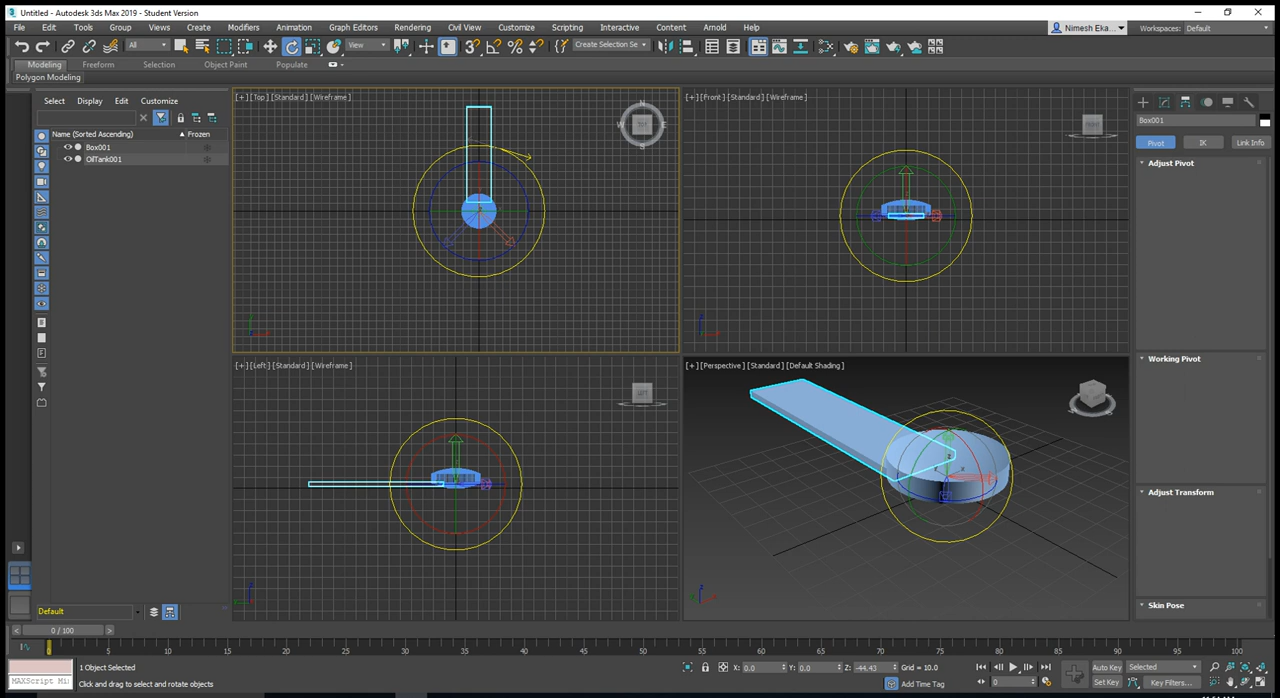 Untitled - Autodesk 3ds Max 2019 - Student Version
File Edit Tools Group Views Create Modifiers Animation Graph Editors Rendering Civil View Customize Scripting Interactive Content Arnold Help
Nimesh Eka... Workspaces: Default
All View Create Selection Se
Modeling Freeform Selection Object Paint Populate
Polygon Modeling
Select Display Edit Customize
Name (Sorted Ascending) Frozen
Box001
OilTank001
Default
[+] [Top] [Standard] [Wireframe]
N
W E
S
[+] [Front] [Standard] [Wireframe]
FRONT
[+] [Left] [Standard] [Wireframe]
LEFT
[+] [Perspective] [Standard] [Default Shading]
Box001
Pivot IK Link Info
Adjust Pivot
Working Pivot
Adjust Transform
Skin Pose
0 / 100
0 5 10 15 20 25 30 35 40 45 50 55 60 65 70 75 80 85 90 95 100
1 Object Selected
X: 0.0 Y: 0.0 Z: -44.43 Grid = 10.0
Auto Key Selected
MAXScript Mi:
Click and drag to select and rotate objects
Add Time Tag
0
Set Key Key Filters...